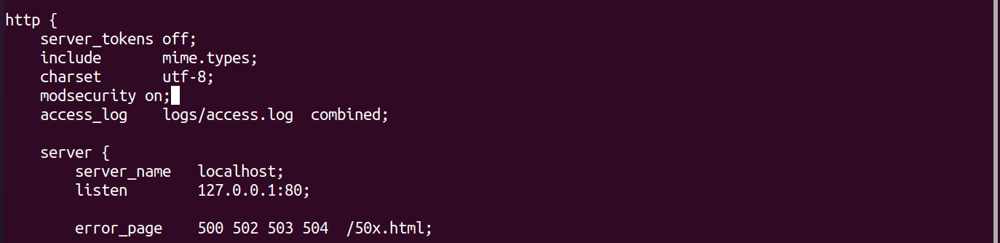 http {
    server_tokens off;
    include       mime.types;
    charset       utf-8;
    modsecurity on;
    access_log    logs/access.log  combined;
    server {
        server_name   localhost;
        listen        127.0.0.1:80;
        error_page    500 502 503 504  /50x.html;